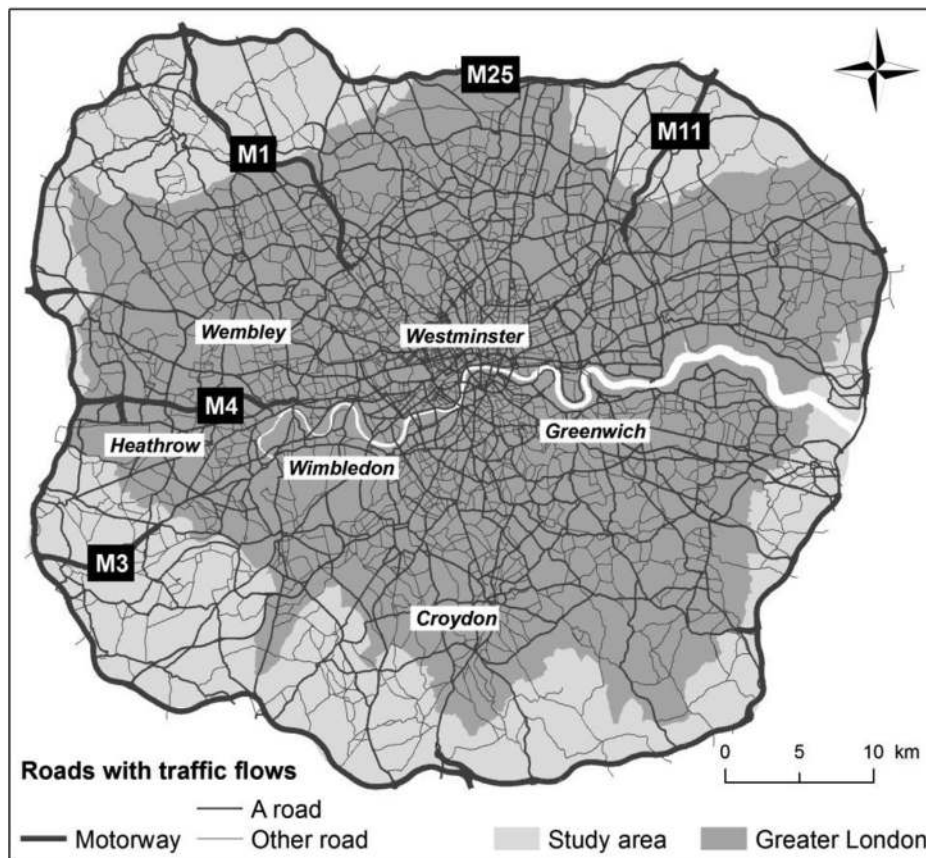 M25
M11
M1
Wembley
Westminster
M4
Heathrow
Greenwich
Wimbledon
M3
Croydon
0 5 10 km
Roads with traffic flows
A road
Motorway
Other road
Study area
Greater London